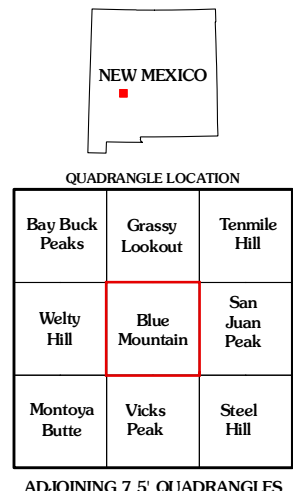 NEW MEXICO
QUADRANGLE LOCATION
Bay Buck
Peaks
Grassy
Lookout
Tenmile
Hill
Welty
Hill
Blue
Mountain
San
Juan
Peak
Montoya
Butte
Vicks
Peak
Steel
Hill
ADJOINING 7.5' QUADRANGLES